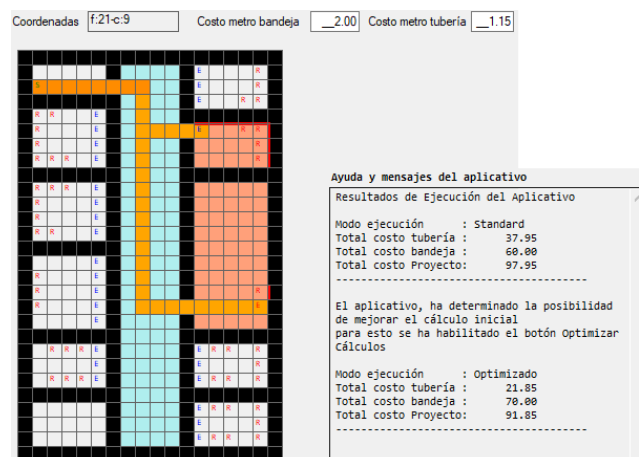 Coordenadas f:21-c:9 Costo metro bandeja __2.00 Costo metro tubería __1.15
E R
S E R
E R R
R R E
R E E R R
R E R
R R R E R
R R R E
R E
R E
R R E
E
R E
R E R
R E E
E
R R R E E R R R
E E R
R R R E E R R R
E R R R
E R
E R R R
Ayuda y mensajes del aplicativo
Resultados de Ejecución del Aplicativo
Modo ejecución : Standard
Total costo tubería : 37.95
Total costo bandeja : 60.00
Total costo Proyecto: 97.95
----------------------------------------
El aplicativo, ha determinado la posibilidad
de mejorar el cálculo inicial
para esto se ha habilitado el botón Optimizar
Cálculos
Modo ejecución : Optimizado
Total costo tubería : 21.85
Total costo bandeja : 70.00
Total costo Proyecto: 91.85
----------------------------------------